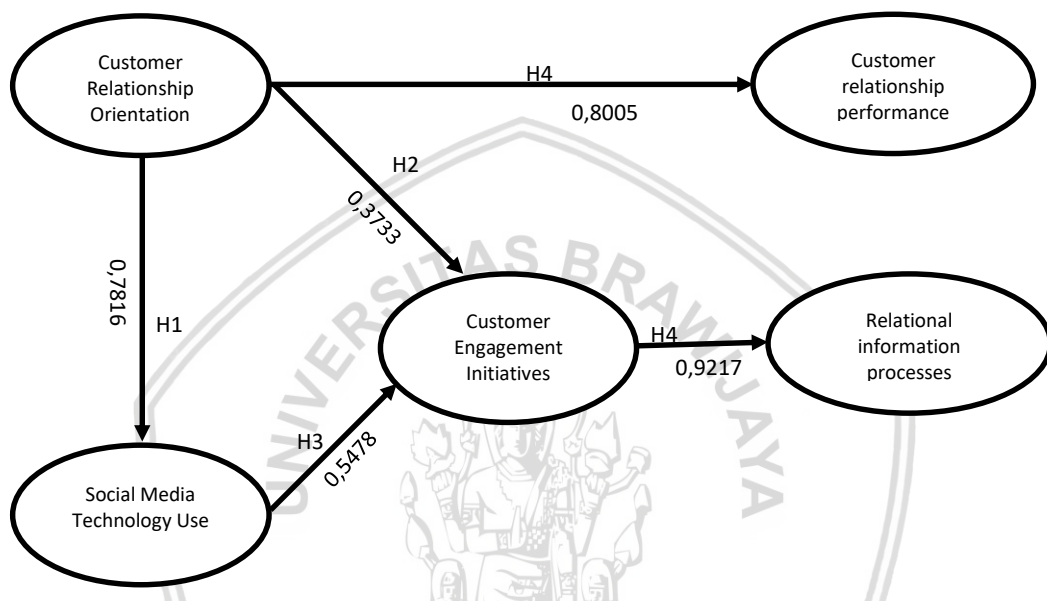 Customer
Relationship
Orientation
H4
0,8005
Customer
relationship
performance
H2
0,3733
0,7816
H1
UNIVERSITAS BRAWIJAYA
Customer
Engagement
Initiatives
H4
0,9217
Relational
information
processes
H3
0,5478
Social Media
Technology Use